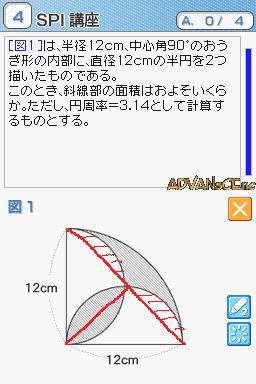 4 SPI 講座 A. 0 / 4
[図1]は、半径12cm、中心角90°のおう
ぎ形の内部に、直径12cmの半円を2つ
描いたものである。
このとき、斜線部の面積はおよそいくら
か。ただし、円周率=3.14として計算す
るものとする。
ADVANSCE.ORG
図1
12cm
2
12cm